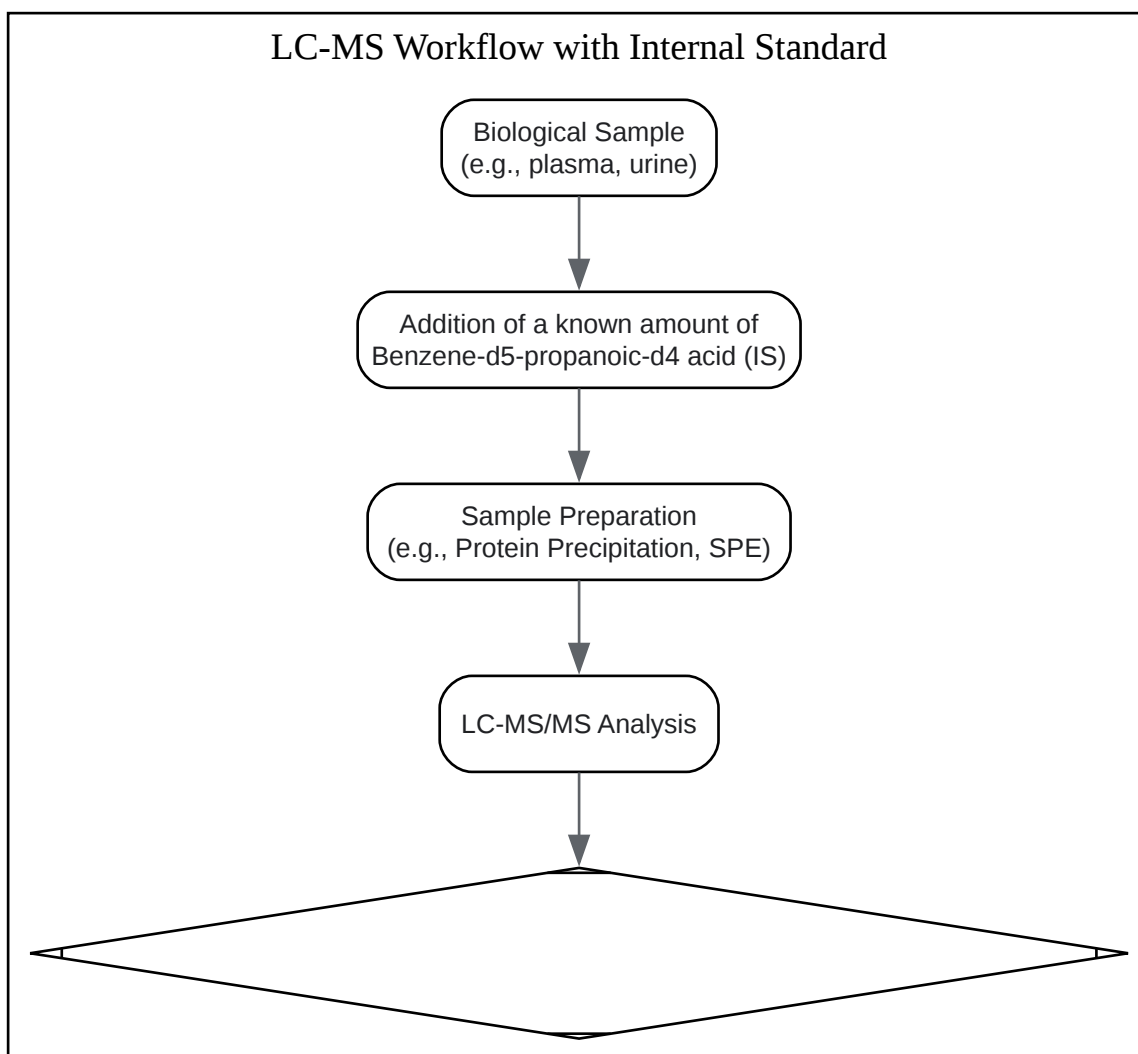 LC-MS Workflow with Internal Standard
Biological Sample
(e.g., plasma, urine)
Addition of a known amount of
Benzene-d5-propanoic-d4 acid (IS)
Sample Preparation
(e.g., Protein Precipitation, SPE)
LC-MS/MS Analysis